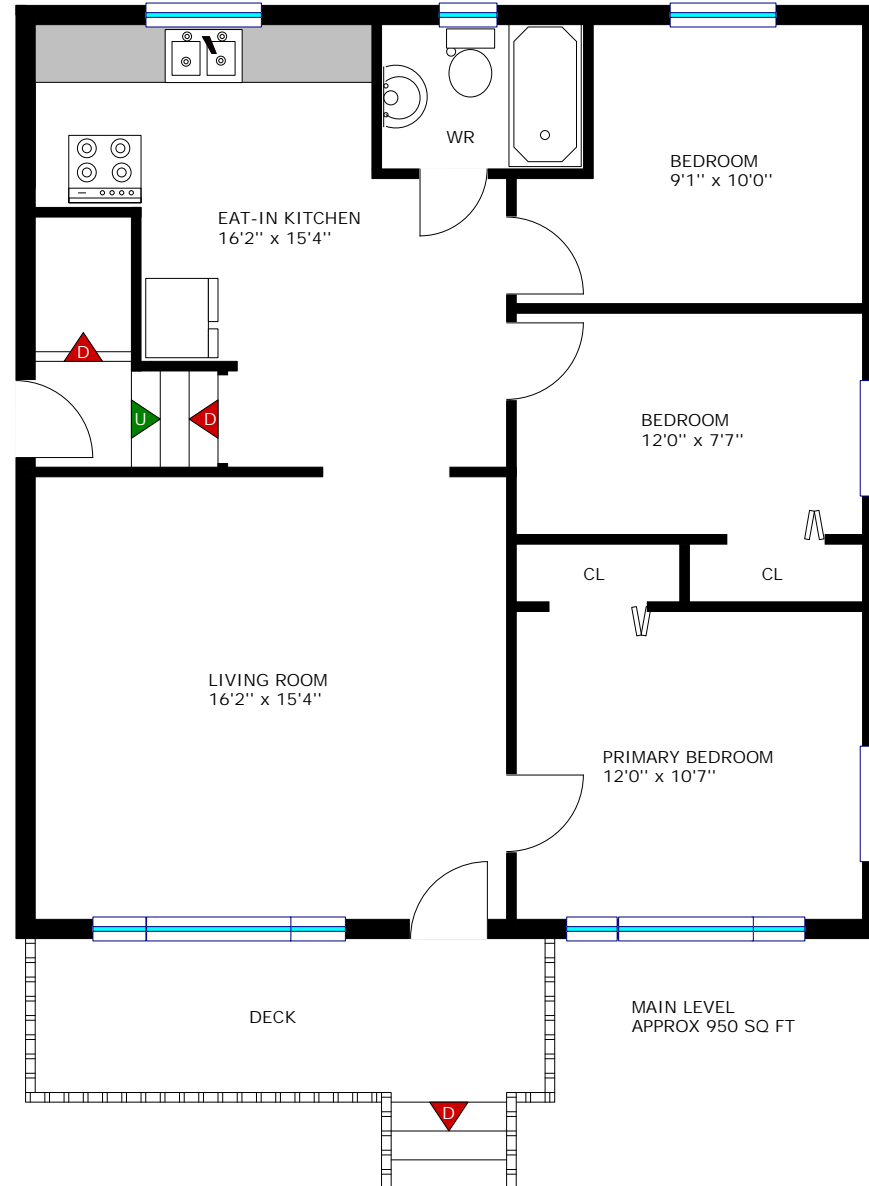 WR
BEDROOM
9'1'' x 10'0''
EAT-IN KITCHEN
16'2'' x 15'4''
D
U
D
BEDROOM
12'0'' x 7'7''
CL
CL
LIVING ROOM
16'2'' x 15'4''
PRIMARY BEDROOM
12'0'' x 10'7''
DECK
MAIN LEVEL
APPROX 950 SQ FT
D